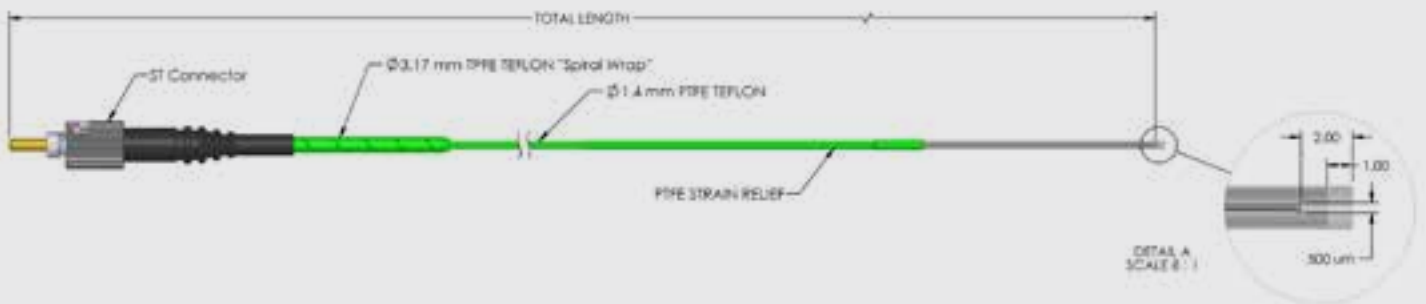 TOTAL LENGTH
ST Connector
Ø3.17 mm TPFE TEFLON "Spiral Wrap"
Ø1.4 mm PTFE TEFLON
PTFE STRAIN RELIEF
2.00
1.00
500 um
DETAIL A
SCALE 8 : 1